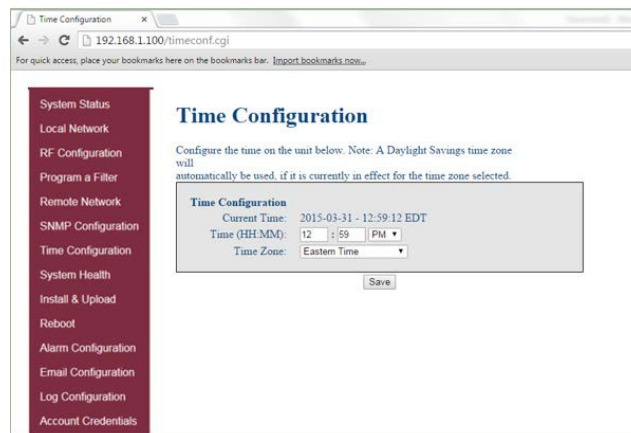 Time Configuration
192.168.1.100/timeconf.cgi
For quick access, place your bookmarks here on the bookmarks bar. Import bookmarks now...
System Status
Local Network
RF Configuration
Program a Filter
Remote Network
SNMP Configuration
Time Configuration
System Health
Install & Upload
Reboot
Alarm Configuration
Email Configuration
Log Configuration
Account Credentials
Time Configuration
Configure the time on the unit below. Note: A Daylight Savings time zone
will
automatically be used, if it is currently in effect for the time zone selected.
Time Configuration
Current Time: 2015-03-31 - 12:59:12 EDT
Time (HH:MM): 12 : 59 PM
Time Zone: Eastern Time
Save